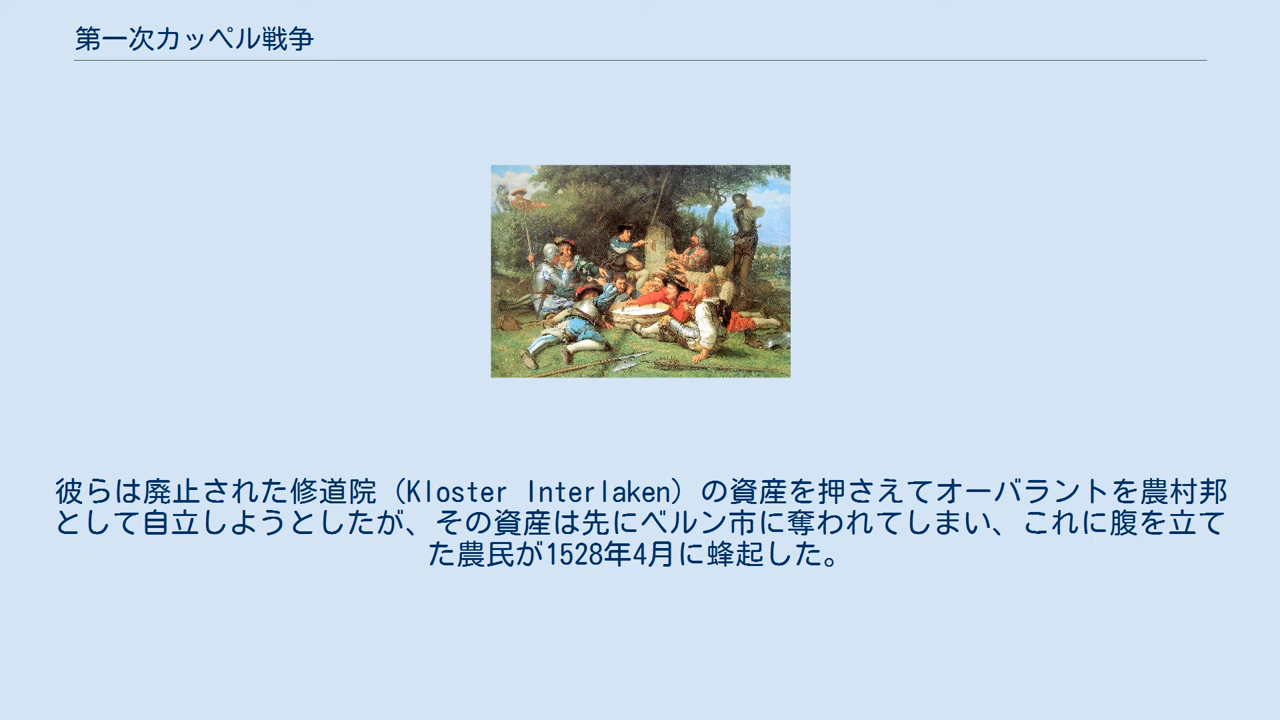 第一次カッペル戦争
彼らは廃止された修道院（Kloster Interlaken）の資産を押さえてオーバラントを農村邦
として自立しようとしたが、その資産は先にベルン市に奪われてしまい、これに腹を立て
た農民が1528年4月に蜂起した。